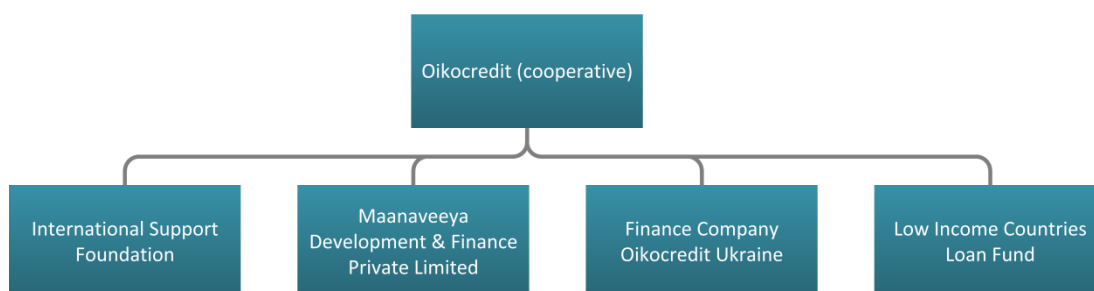 Oikocredit (cooperative)
International Support
Foundation
Maanaveeya
Development & Finance
Private Limited
Finance Company
Oikocredit Ukraine
Low Income Countries
Loan Fund